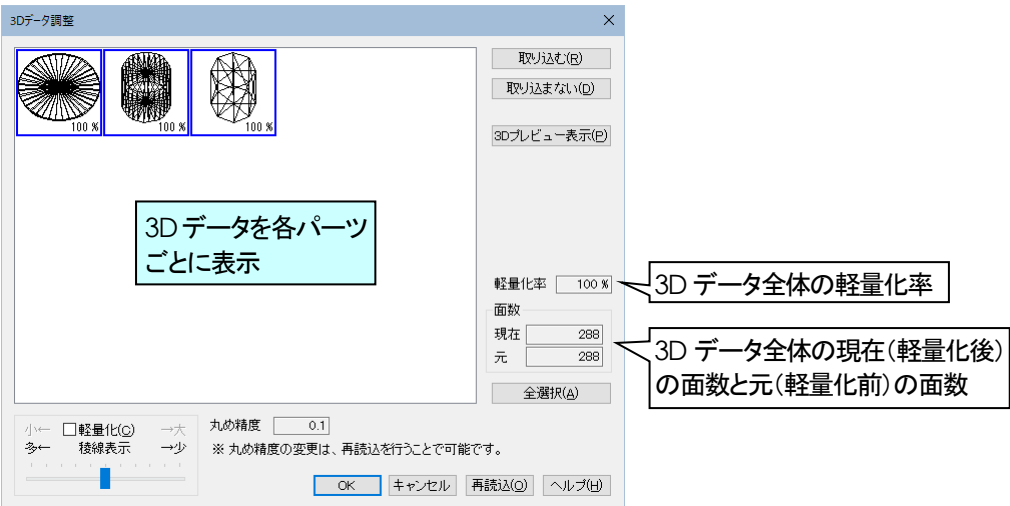 3Dデータ調整
100 %
100 %
100 %
取り込む(R)
取り込まない(D)
3Dプレビュー表示(P)
3D データを各パーツ
ごとに表示
軽量化率 100 %
3D データ全体の軽量化率
面数
現在 288
元 288
3D データ全体の現在(軽量化後)
の面数と元(軽量化前)の面数
全選択(A)
小← 軽量化(C) →大
多← 稜線表示 →少
丸め精度 0.1
※ 丸め精度の変更は、再読込を行うことで可能です。
OK キャンセル 再読込(O) ヘルプ(H)